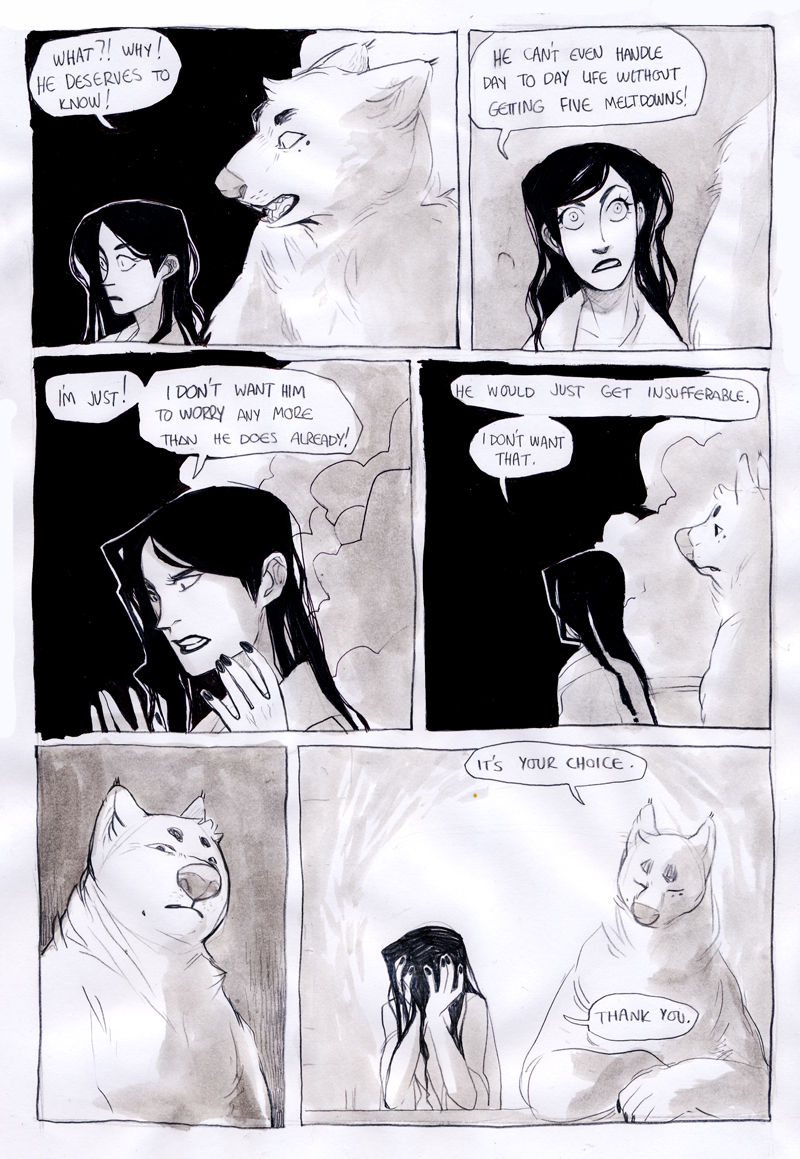 WHAT?! WHY!
HE DESERVES TO
KNOW!
HE CAN'T EVEN HANDLE
DAY TO DAY LIFE WITHOUT
GETTING FIVE MELTDOWNS!
I'M JUST!
I DON'T WANT HIM
TO WORRY ANY MORE
THAN HE DOES ALREADY!
HE WOULD JUST GET INSUFFERABLE.
I DON'T WANT
THAT.
IT'S YOUR CHOICE.
THANK YOU.